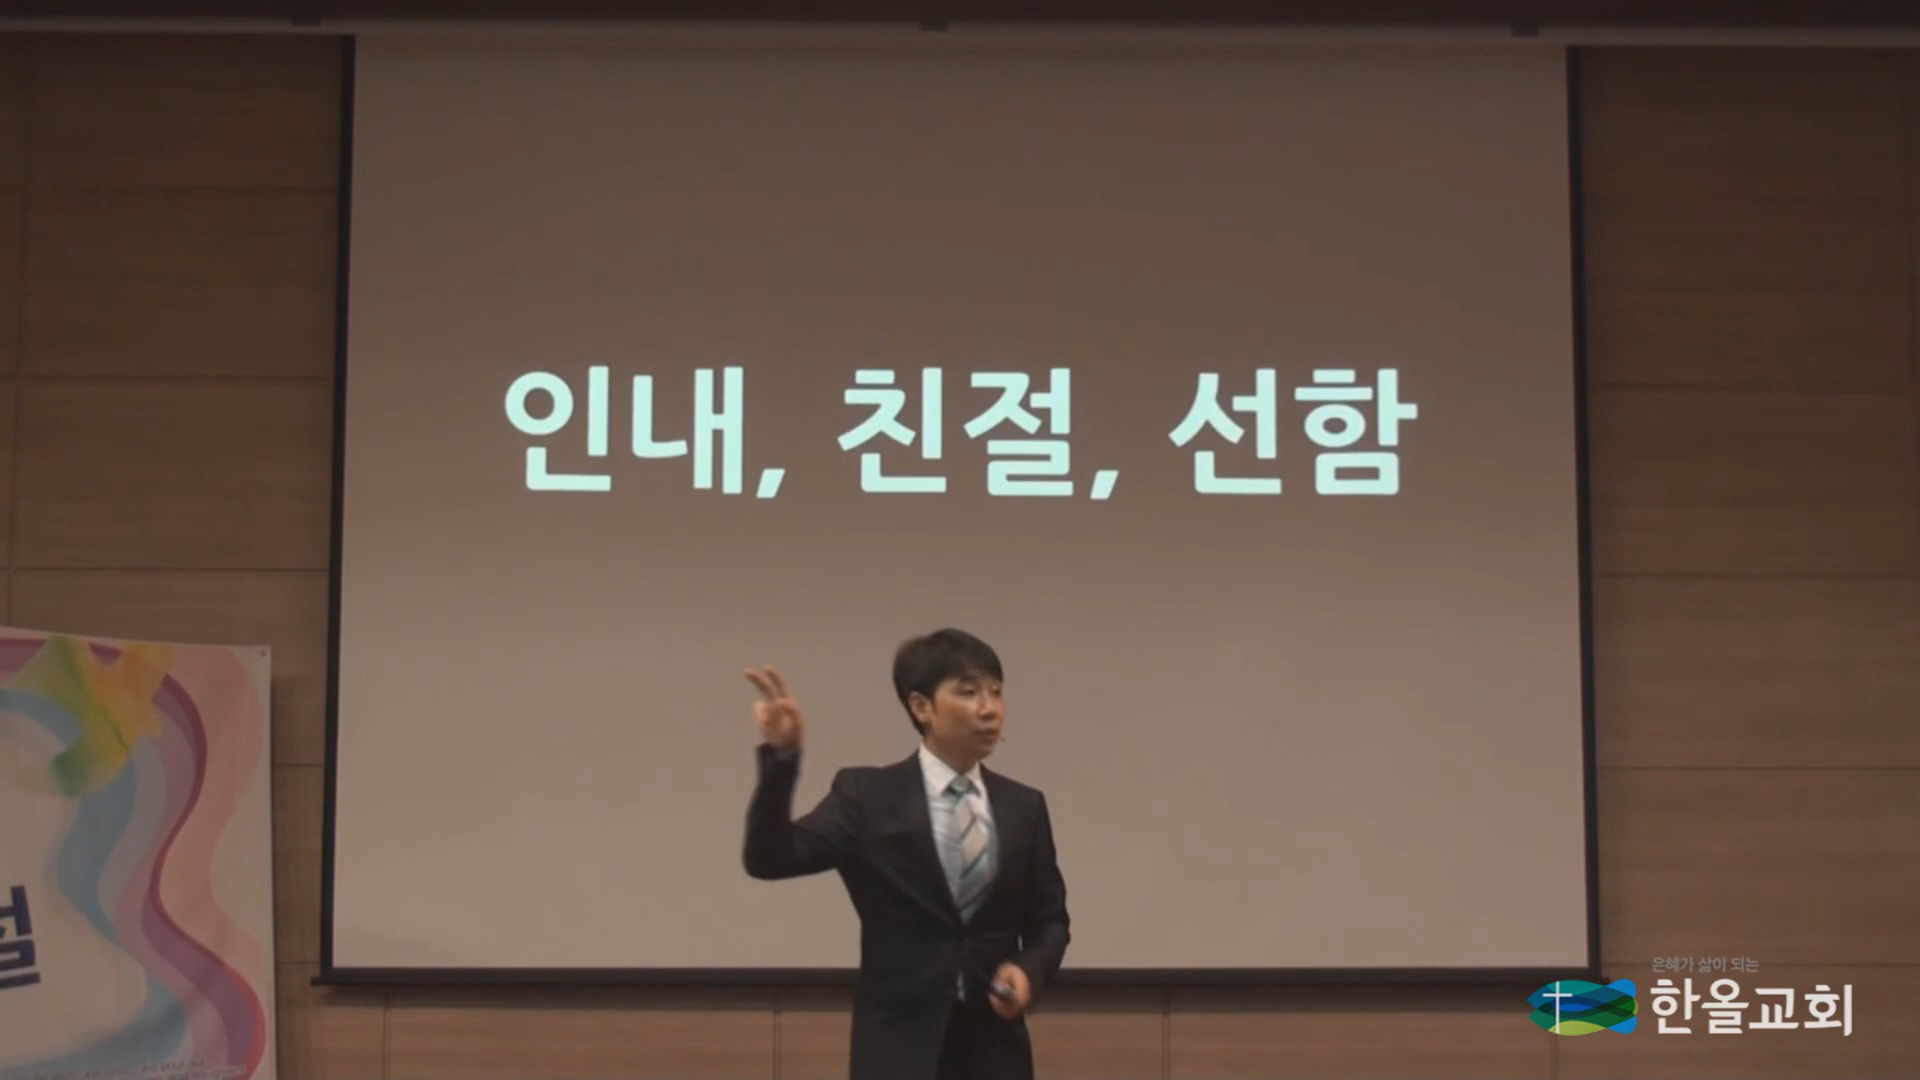 인내, 친절, 선함
은혜가 삶이 되는
한올교회